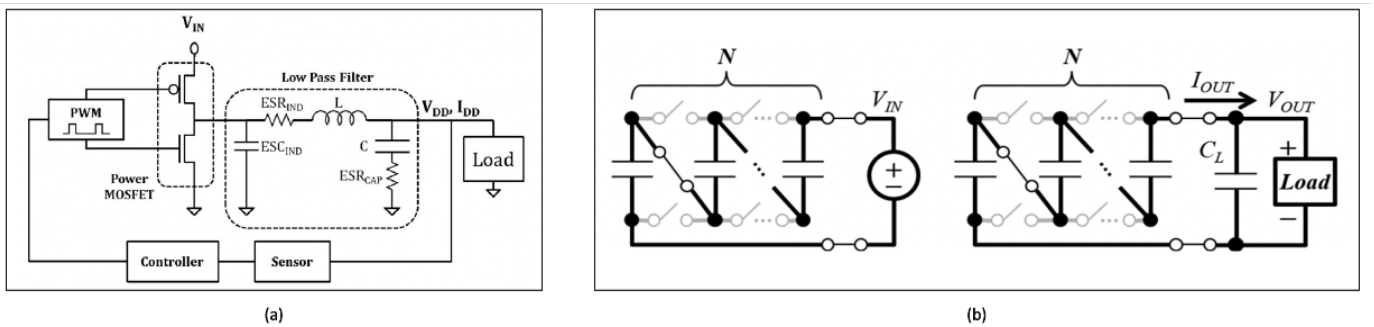 V_IN
Low Pass Filter
PWM
ESR_IND
L
V_DD, I_DD
ESC_IND
C
Load
ESR_CAP
Power
MOSFET
Controller
Sensor
(a)
N
V_IN
+
−
N
I_OUT
V_OUT
C_L
+
Load
−
(b)